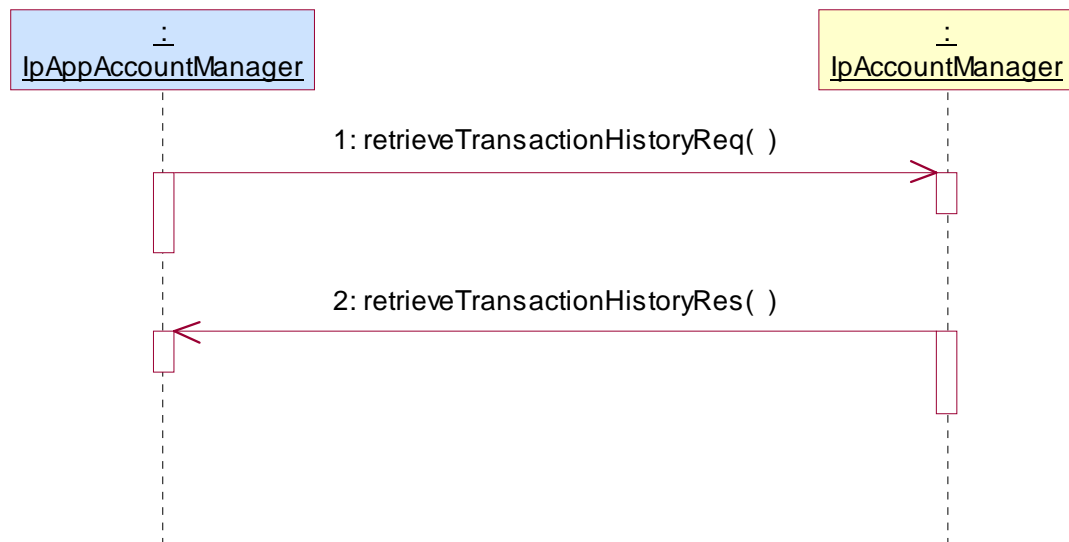 :
IpAppAccountManager
:
IpAccountManager
1: retrieveTransactionHistoryReq( )
2: retrieveTransactionHistoryRes( )